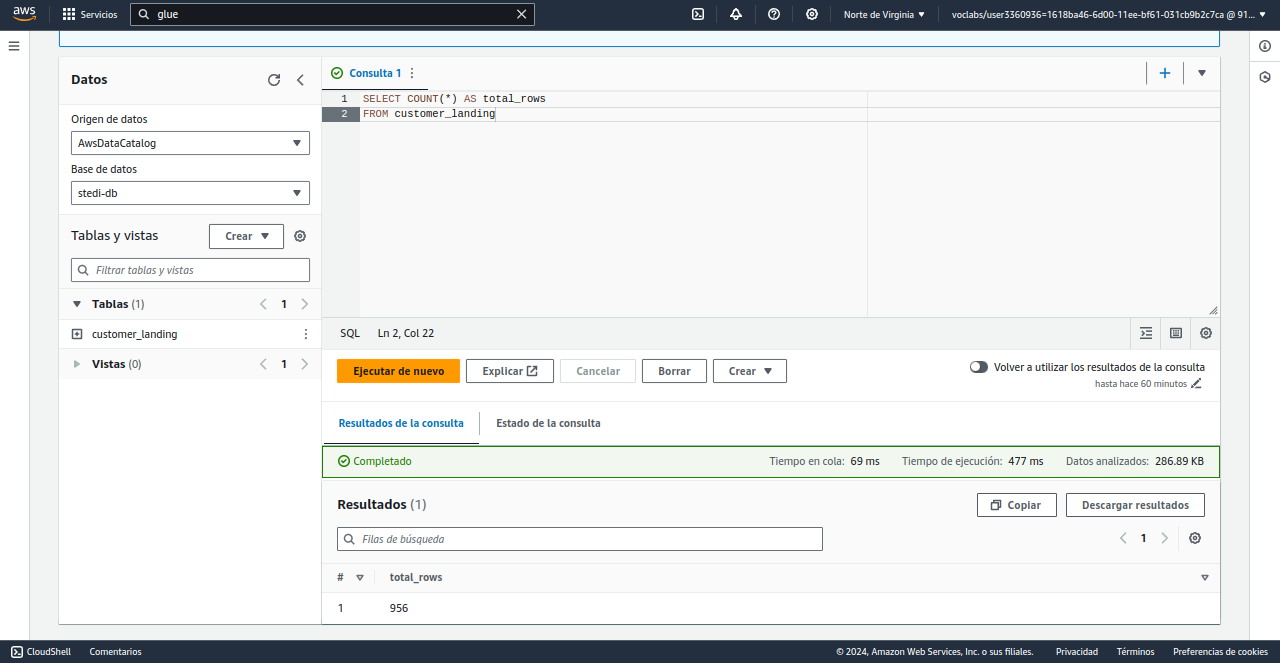 aws Servicios glue Norte de Virginia voclabs/user3360936=1618ba46-6d00-11ee-bf61-031cb9b2c7ca @ 91...
Datos
Origen de datos
AwsDataCatalog
Base de datos
stedi-db
Tablas y vistas Crear
Filtrar tablas y vistas
Tablas (1) 1
customer_landing
Vistas (0) 1
Consulta 1
1 SELECT COUNT(*) AS total_rows
2 FROM customer_landing
SQL Ln 2, Col 22
Ejecutar de nuevo Explicar Cancelar Borrar Crear
Volver a utilizar los resultados de la consulta
hasta hace 60 minutos
Resultados de la consulta Estado de la consulta
Completado Tiempo en cola: 69 ms Tiempo de ejecución: 477 ms Datos analizados: 286.89 KB
Resultados (1) Copiar Descargar resultados
Filas de búsqueda 1
# total_rows
1 956
CloudShell Comentarios © 2024, Amazon Web Services, Inc. o sus filiales. Privacidad Términos Preferencias de cookies